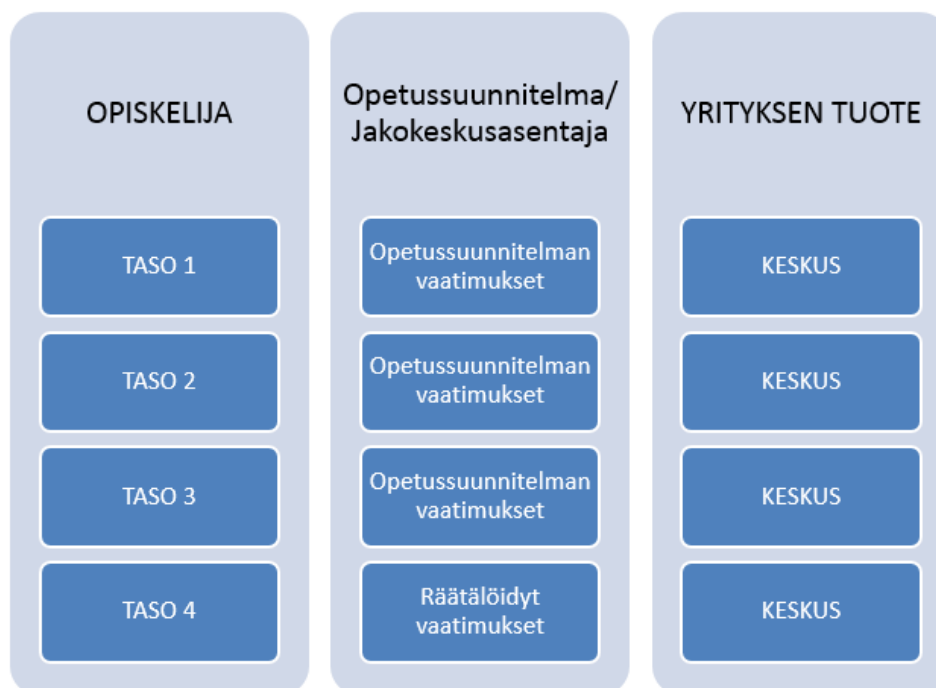 OPISKELIJA
TASO 1
TASO 2
TASO 3
TASO 4
Opetussuunnitelma/
Jakokeskusasentaja
Opetussuunnitelman
vaatimukset
Opetussuunnitelman
vaatimukset
Opetussuunnitelman
vaatimukset
Räätälöidyt
vaatimukset
YRITYKSEN TUOTE
KESKUS
KESKUS
KESKUS
KESKUS